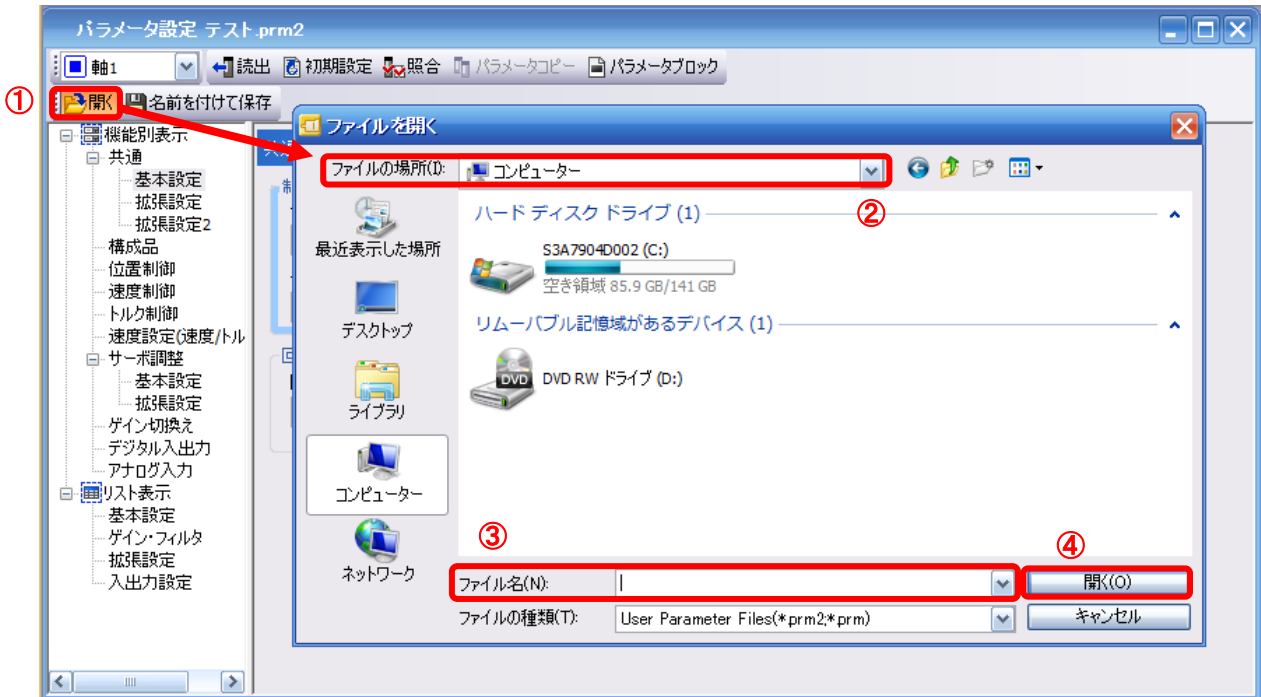 パラメータ設定 テスト.prm2
軸1 読出 初期設定 照合 パラメータコピー パラメータブロック
① 開く 名前を付けて保存
機能別表示
共通
基本設定
拡張設定
拡張設定2
構成品
位置制御
速度制御
トルク制御
速度設定(速度/トル
サーボ調整
基本設定
拡張設定
ゲイン切換え
デジタル入出力
アナログ入力
リスト表示
基本設定
ゲイン・フィルタ
拡張設定
入出力設定
ファイルを開く
ファイルの場所(I): コンピューター
②
最近表示した場所
デスクトップ
ライブラリ
コンピューター
ネットワーク
ハード ディスク ドライブ (1)
S3A7904D002 (C:)
空き領域 85.9 GB/141 GB
リムーバブル記憶域があるデバイス (1)
DVD
DVD RW ドライブ (D:)
③
④
ファイル名(N): 開く(O)
ファイルの種類(T): User Parameter Files(*prm2;*prm) キャンセル